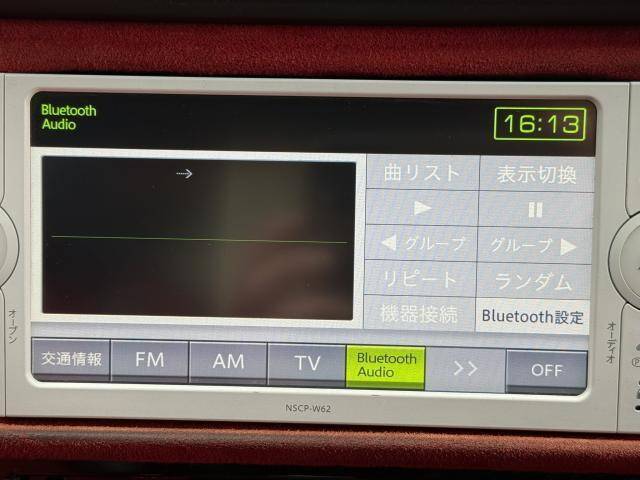 Bluetooth
Audio
16:13
曲リスト 表示切換
▶ ⏸
◀ グループ グループ ▶
リピート ランダム
機器接続 Bluetooth設定
オープン
オーディオ
交通情報 FM AM TV Bluetooth Audio >> OFF
NSCP-W62